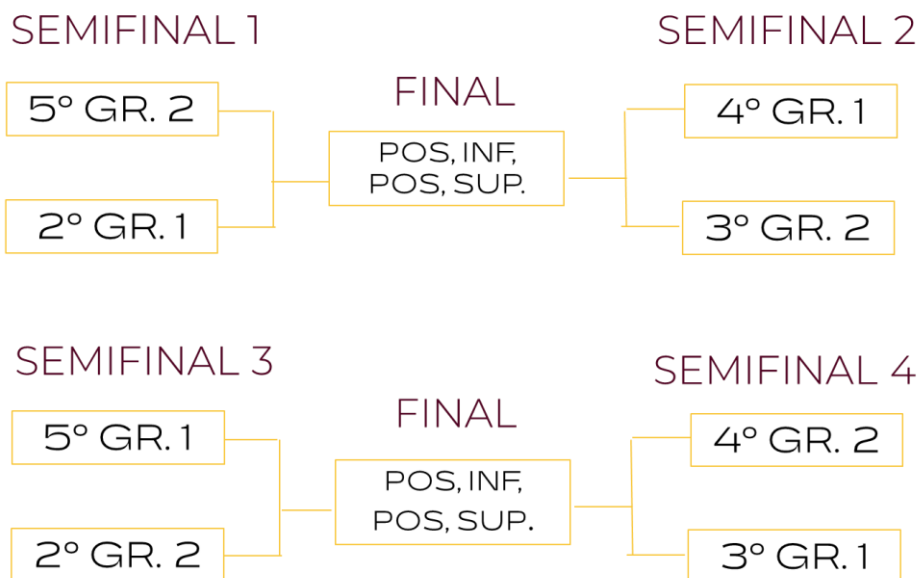 SEMIFINAL 1
5º GR. 2
2º GR. 1
FINAL
POS, INF,
POS, SUP.
SEMIFINAL 2
4º GR. 1
3º GR. 2
SEMIFINAL 3
5º GR. 1
2º GR. 2
FINAL
POS, INF,
POS, SUP.
SEMIFINAL 4
4º GR. 2
3º GR. 1